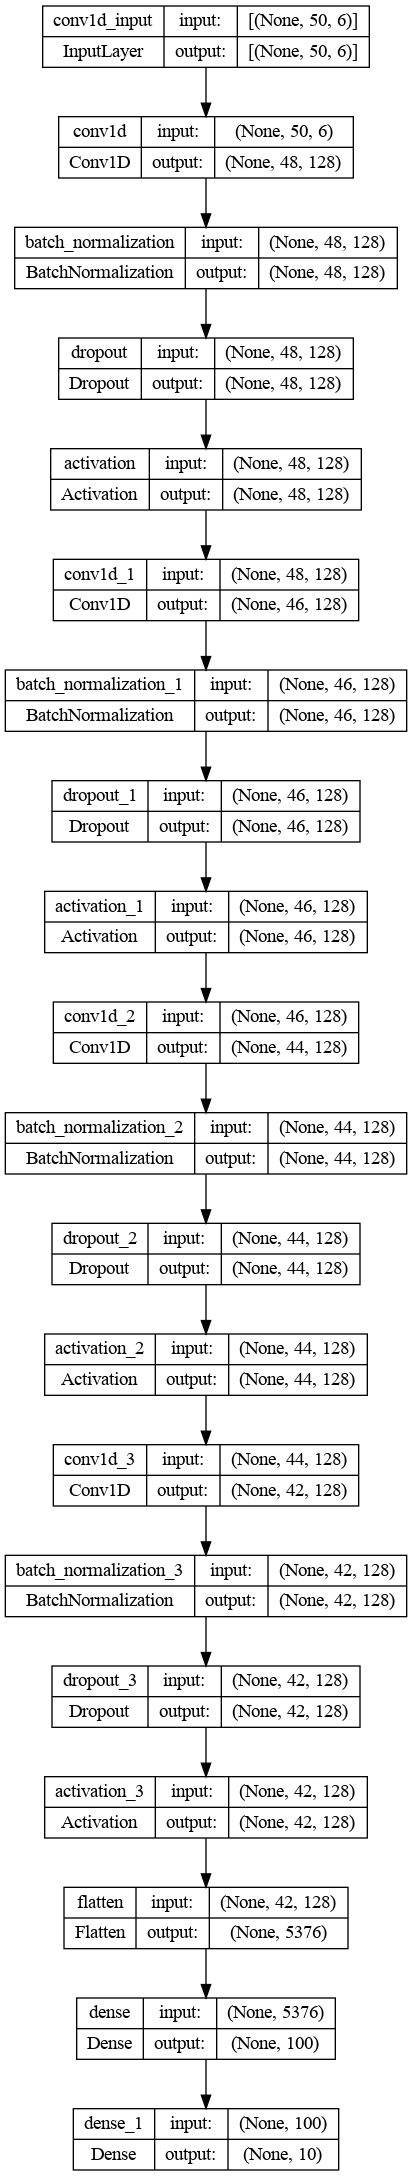 conv1d_input input: [(None, 50, 6)]
InputLayer output: [(None, 50, 6)]
conv1d input: (None, 50, 6)
Conv1D output: (None, 48, 128)
batch_normalization input: (None, 48, 128)
BatchNormalization output: (None, 48, 128)
dropout input: (None, 48, 128)
Dropout output: (None, 48, 128)
activation input: (None, 48, 128)
Activation output: (None, 48, 128)
conv1d_1 input: (None, 48, 128)
Conv1D output: (None, 46, 128)
batch_normalization_1 input: (None, 46, 128)
BatchNormalization output: (None, 46, 128)
dropout_1 input: (None, 46, 128)
Dropout output: (None, 46, 128)
activation_1 input: (None, 46, 128)
Activation output: (None, 46, 128)
conv1d_2 input: (None, 46, 128)
Conv1D output: (None, 44, 128)
batch_normalization_2 input: (None, 44, 128)
BatchNormalization output: (None, 44, 128)
dropout_2 input: (None, 44, 128)
Dropout output: (None, 44, 128)
activation_2 input: (None, 44, 128)
Activation output: (None, 44, 128)
conv1d_3 input: (None, 44, 128)
Conv1D output: (None, 42, 128)
batch_normalization_3 input: (None, 42, 128)
BatchNormalization output: (None, 42, 128)
dropout_3 input: (None, 42, 128)
Dropout output: (None, 42, 128)
activation_3 input: (None, 42, 128)
Activation output: (None, 42, 128)
flatten input: (None, 42, 128)
Flatten output: (None, 5376)
dense input: (None, 5376)
Dense output: (None, 100)
dense_1 input: (None, 100)
Dense output: (None, 10)